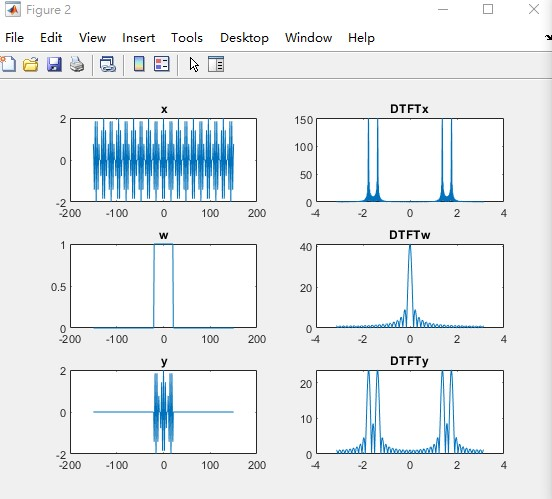 Figure 2
File Edit View Insert Tools Desktop Window Help
x
2
0
-2
-200 -100 0 100 200
DTFTx
150
100
50
0
-4 -2 0 2 4
w
1
0.5
0
-200 -100 0 100 200
DTFTw
40
20
0
-4 -2 0 2 4
y
2
0
-2
-200 -100 0 100 200
DTFTy
20
10
0
-4 -2 0 2 4